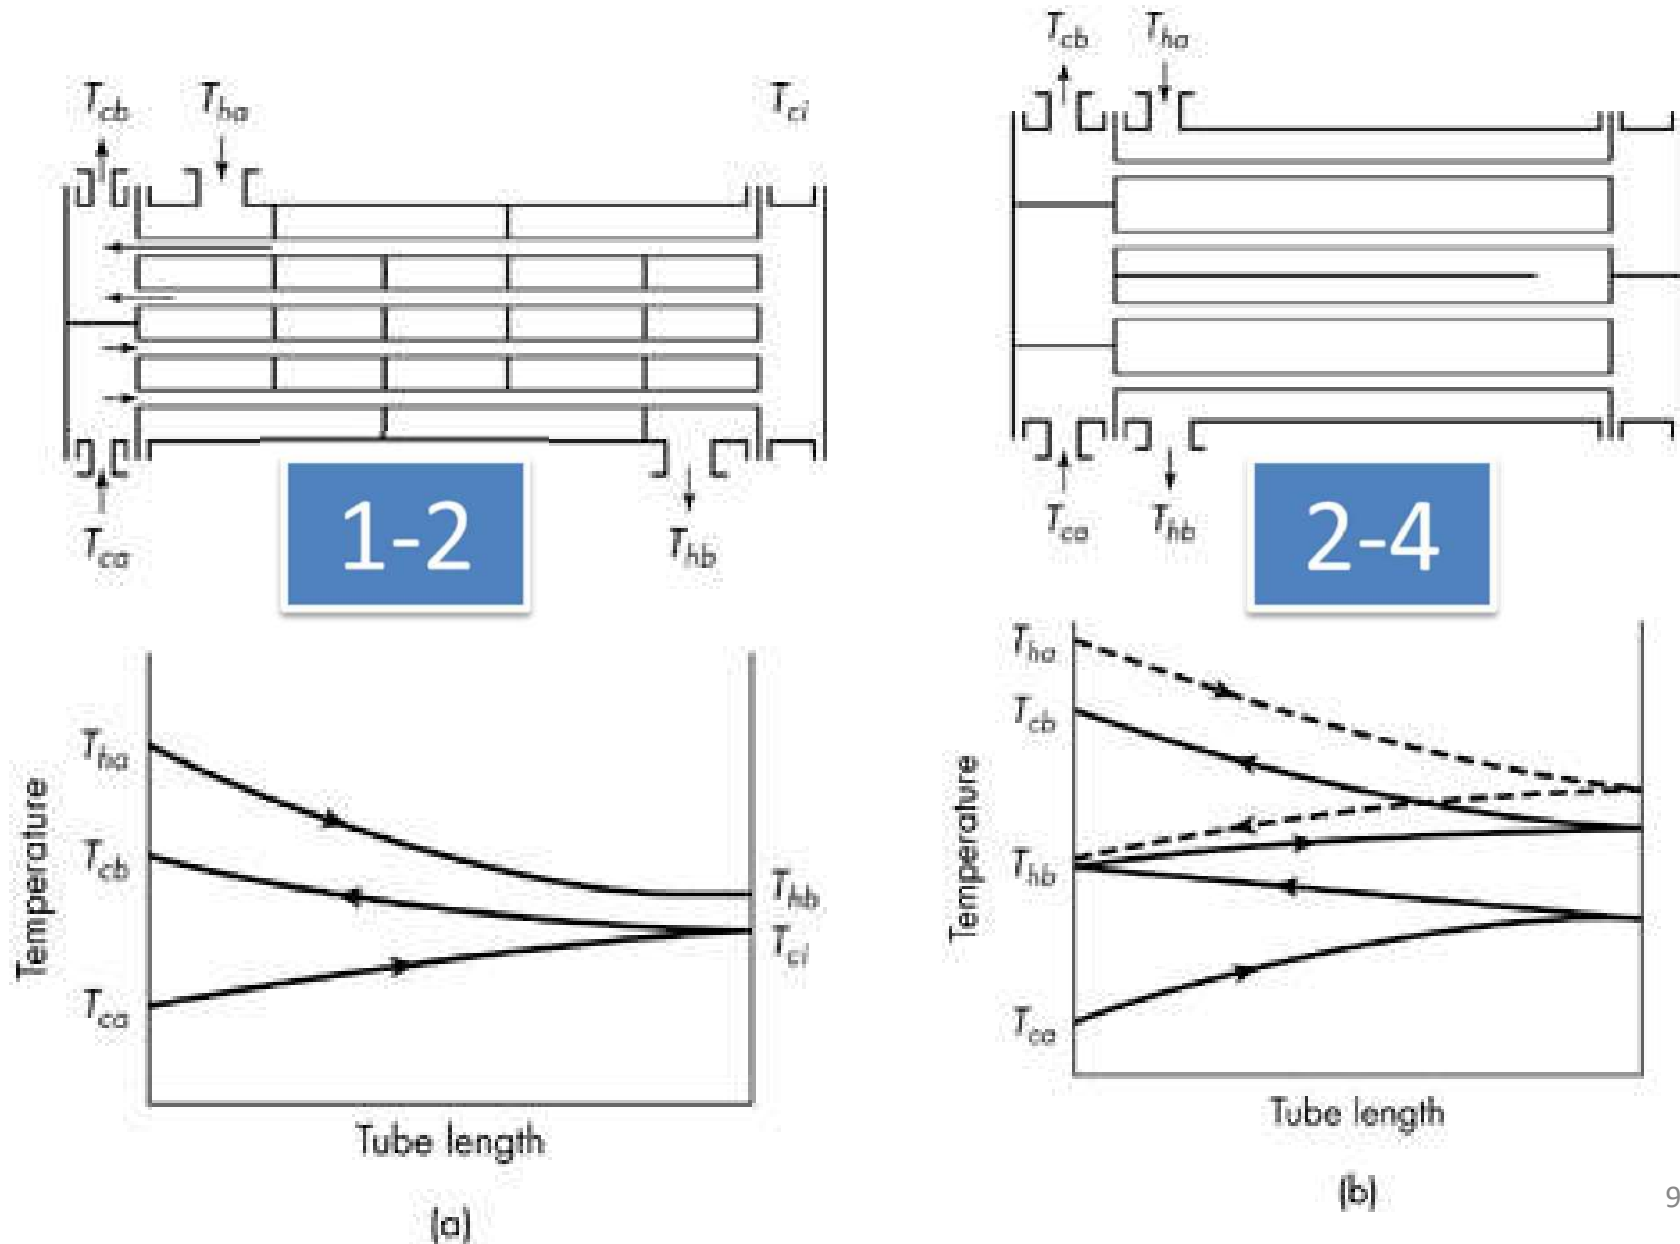 T_cb T_ha T_ci
T_ca T_hb
1-2
T_cb T_ha
T_ca T_hb
2-4
Temperature
T_ha
T_cb
T_ca
T_hb
T_ci
Tube length
(a)
Temperature
T_ha
T_cb
T_hb
T_ca
Tube length
(b)
9